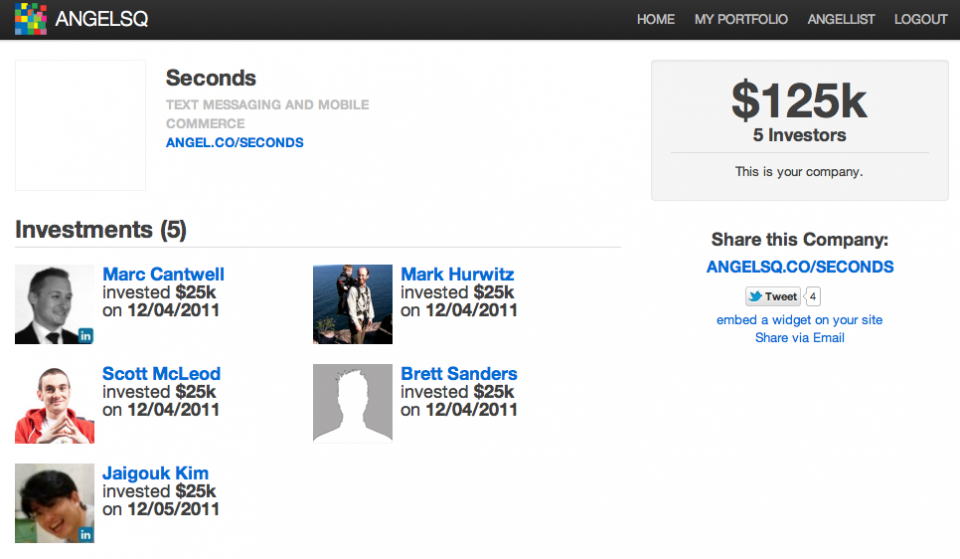 ANGELSQ
HOME MY PORTFOLIO ANGELLIST LOGOUT
Seconds
TEXT MESSAGING AND MOBILE
COMMERCE
ANGEL.CO/SECONDS
$125k
5 Investors
This is your company.
Investments (5)
Marc Cantwell
invested $25k
on 12/04/2011
in
Mark Hurwitz
invested $25k
on 12/04/2011
Scott McLeod
invested $25k
on 12/04/2011
Brett Sanders
invested $25k
on 12/04/2011
Jaigouk Kim
invested $25k
on 12/05/2011
in
Share this Company:
ANGELSQ.CO/SECONDS
Tweet 4
embed a widget on your site
Share via Email